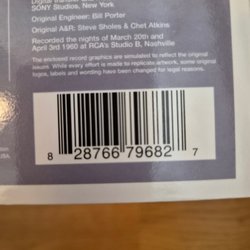 SONY Studios, New York
Original Engineer: Bill Porter
Original A&R: Steve Sholes & Chet Atkins
Recorded the nights of March 20th and
April 3rd 1960 at RCA's Studio B, Nashville
The enclosed record graphics are simulated to reflect the original
issue. While every effort is made to replicate artwork, some original
logos, labels and wording have been changed for legal reasons.
USA.
8 28766 79682 7